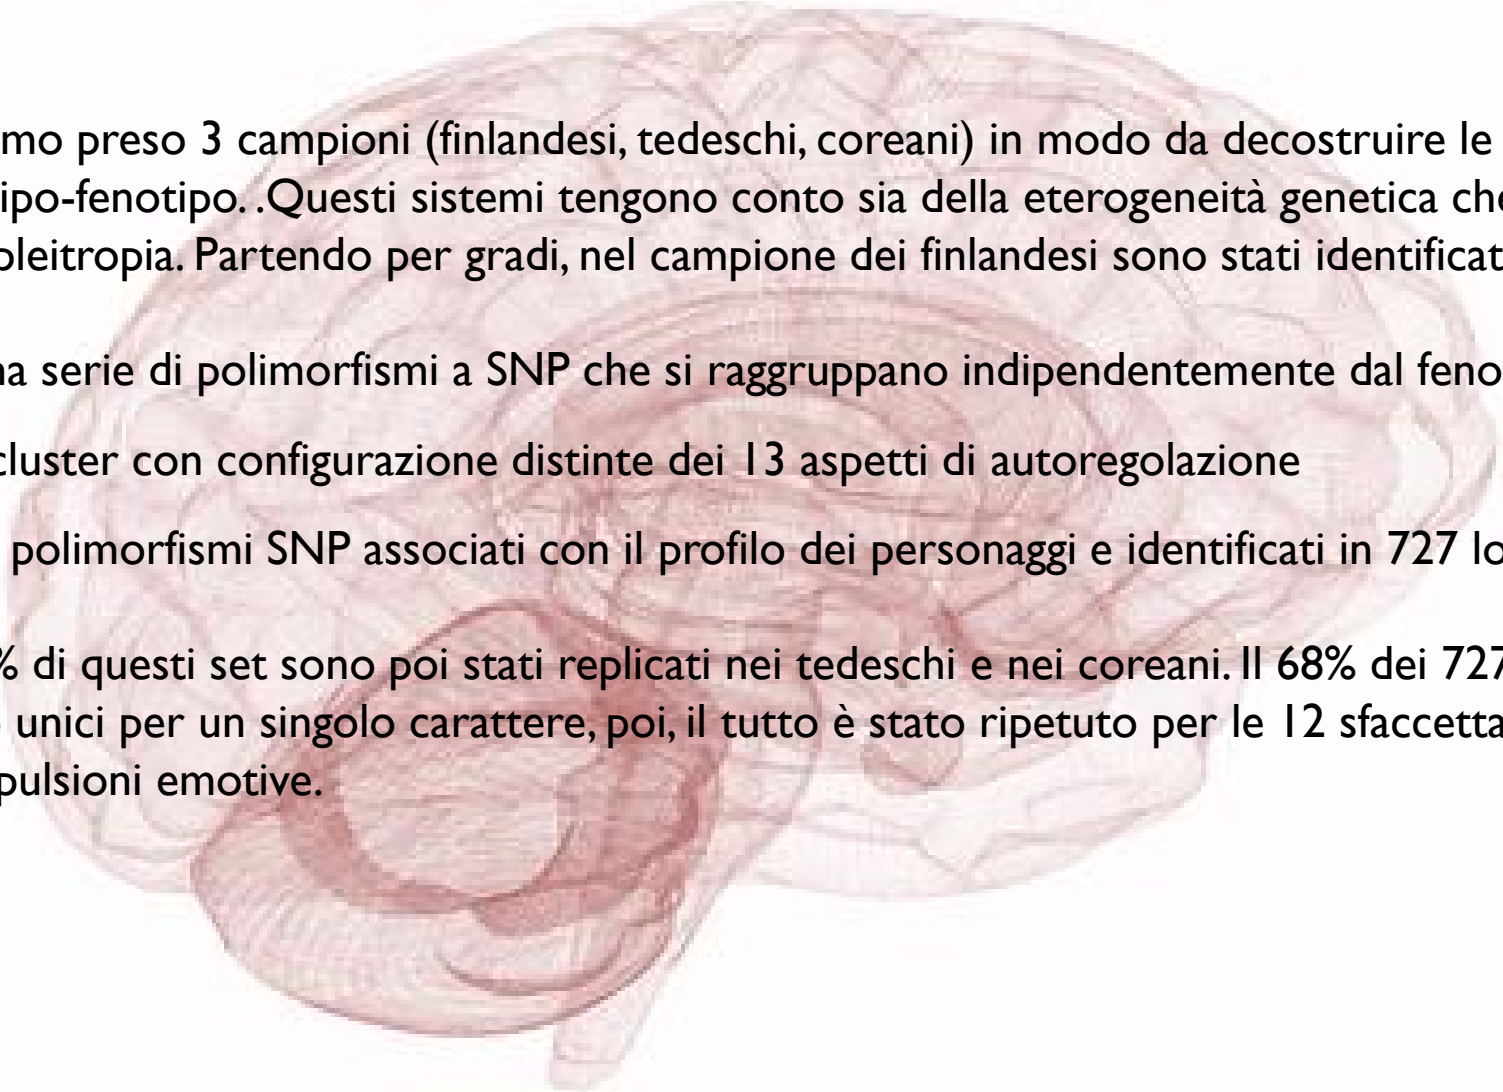 mo preso 3 campioni (finlandesi, tedeschi, coreani) in modo da decostruire le
ipo-fenotipo. .Questi sistemi tengono conto sia della eterogeneità genetica che
pleitropia. Partendo per gradi, nel campione dei finlandesi sono stati identificat
na serie di polimorfismi a SNP che si raggruppano indipendentemente dal feno
cluster con configurazione distinte dei 13 aspetti di autoregolazione
polimorfismi SNP associati con il profilo dei personaggi e identificati in 727 lo
% di questi set sono poi stati replicati nei tedeschi e nei coreani. Il 68% dei 727
unici per un singolo carattere, poi, il tutto è stato ripetuto per le 12 sfaccetta
pulsioni emotive.